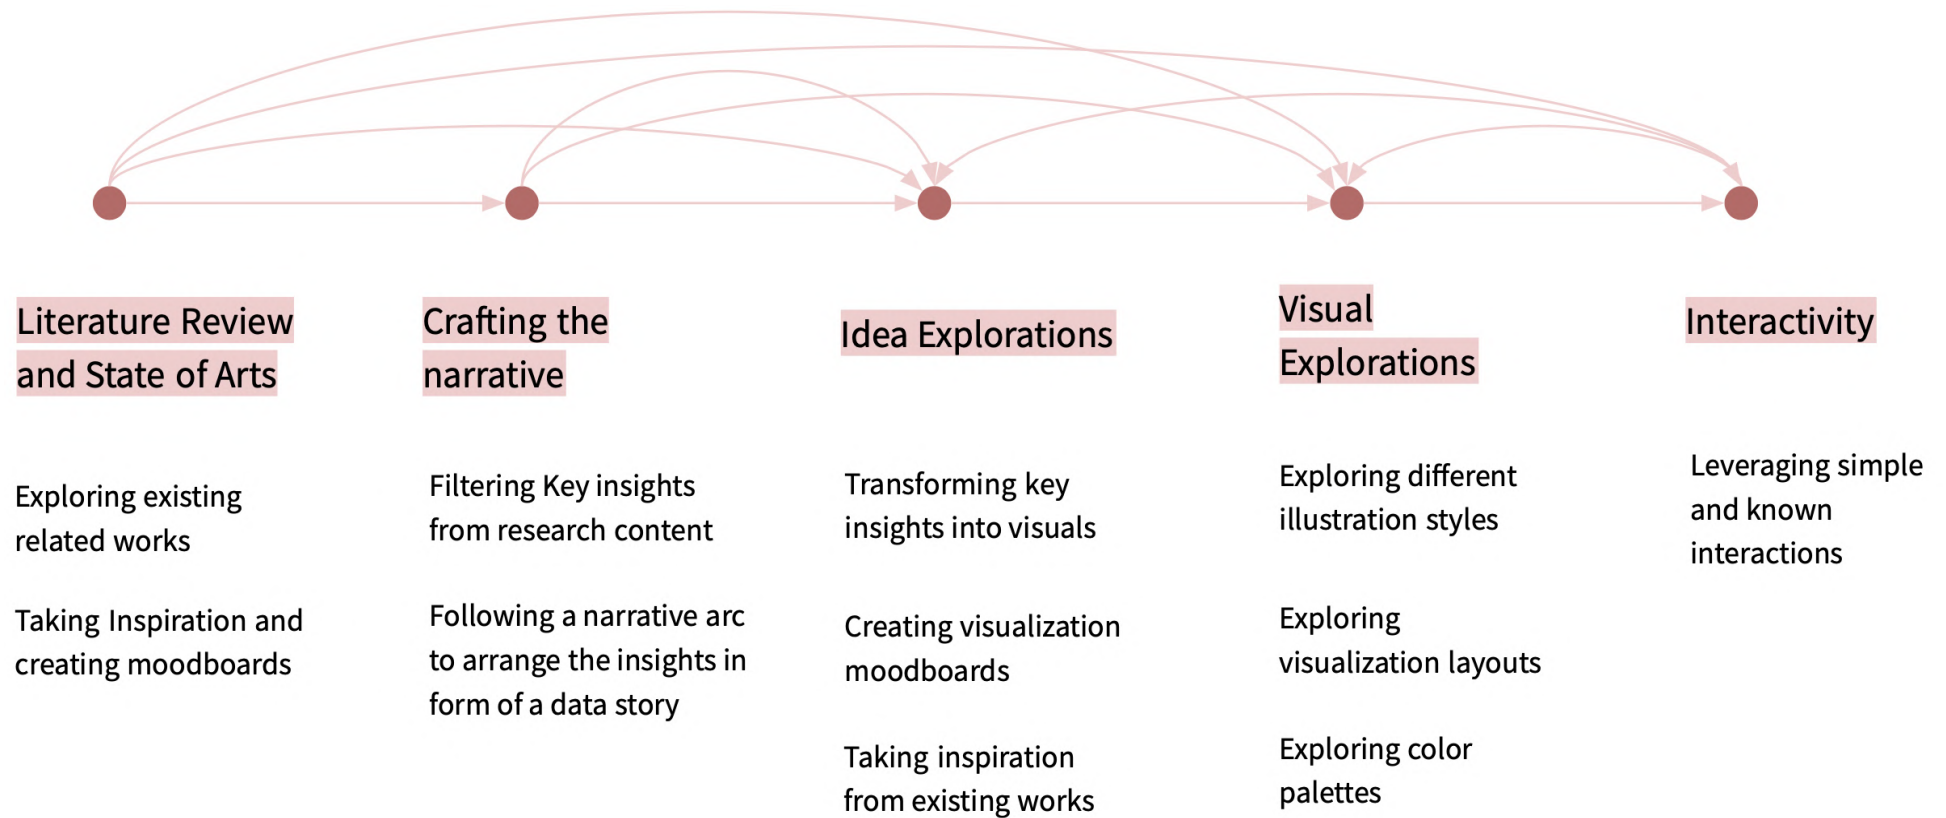 Literature Review
and State of Arts
Exploring existing
related works
Taking Inspiration and
creating moodboards
Crafting the
narrative
Filtering Key insights
from research content
Following a narrative arc
to arrange the insights in
form of a data story
Idea Explorations
Transforming key
insights into visuals
Creating visualization
moodboards
Taking inspiration
from existing works
Visual
Explorations
Exploring different
illustration styles
Exploring
visualization layouts
Exploring color
palettes
Interactivity
Leveraging simple
and known
interactions